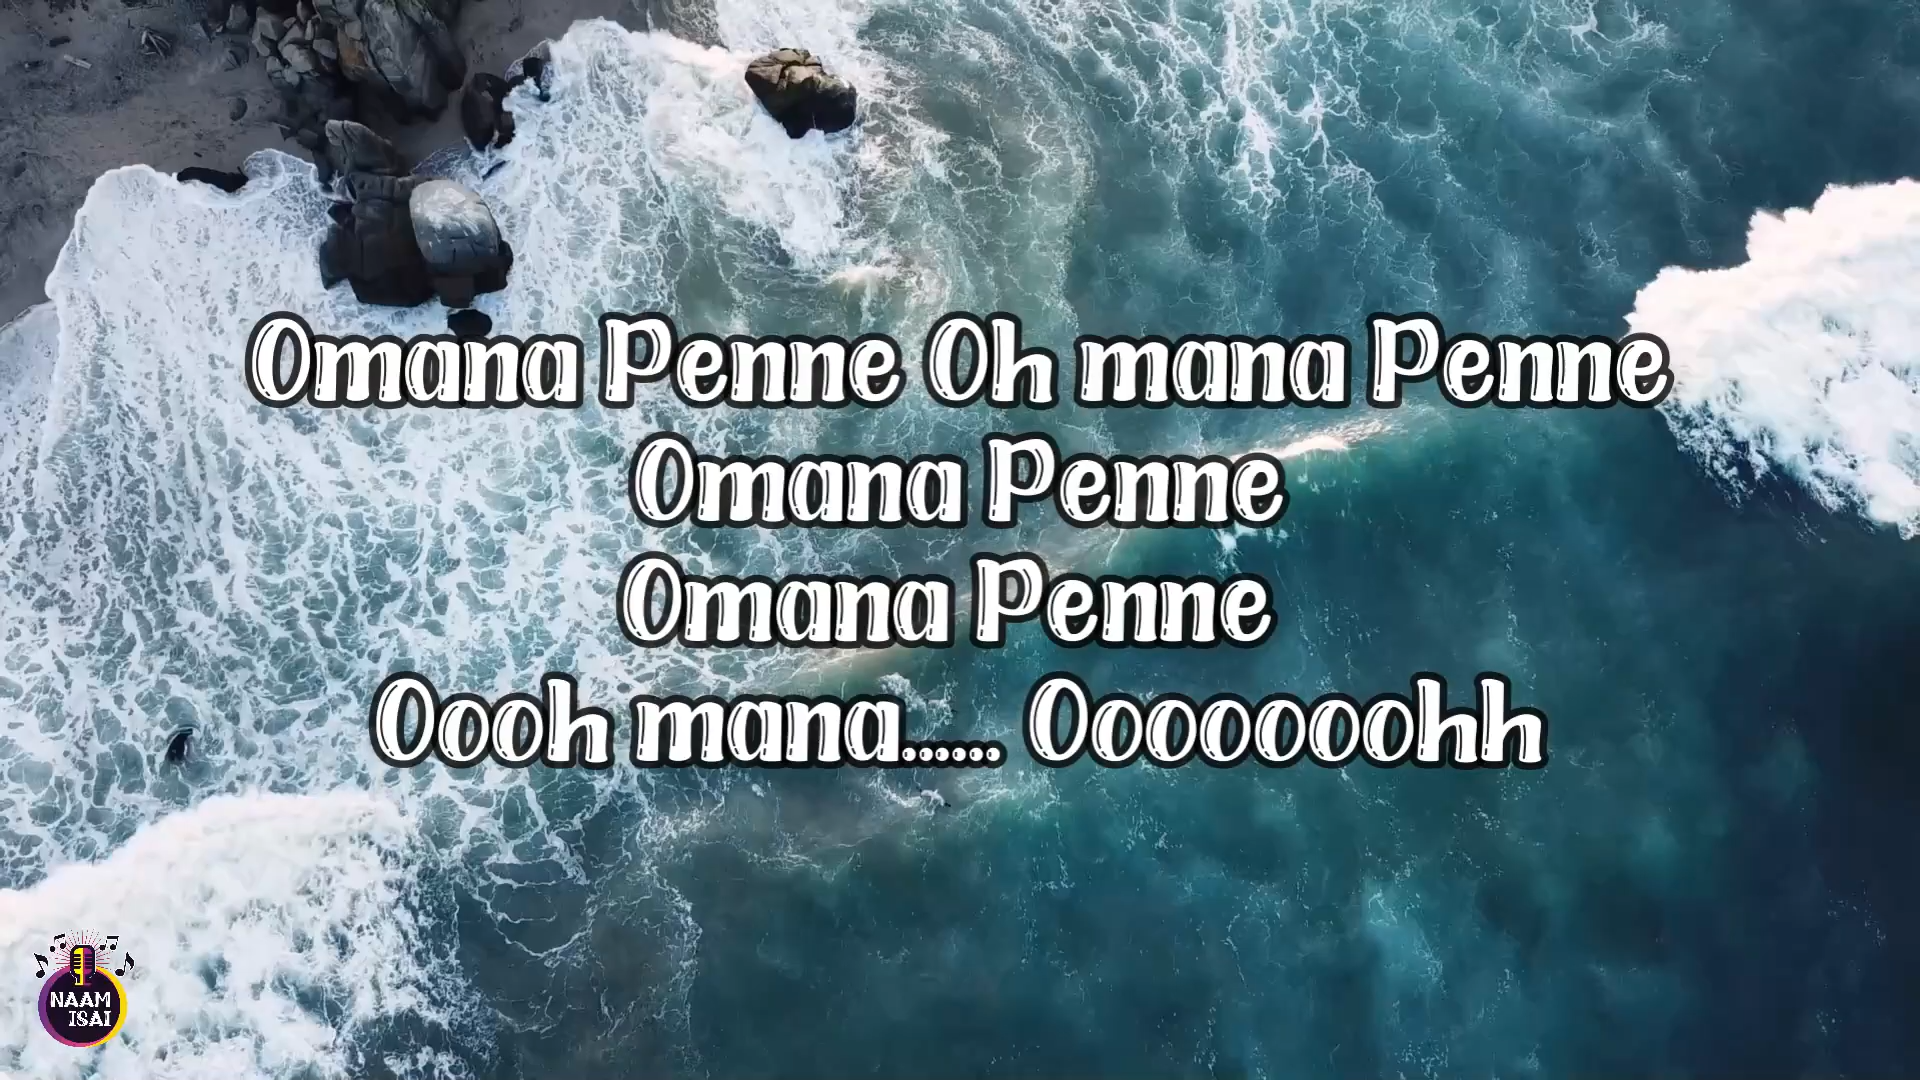 Omana Penne Oh mana Penne
Omana Penne
Omana Penne
Oooh mana...... Ooooooohh
NAAM
ISAI